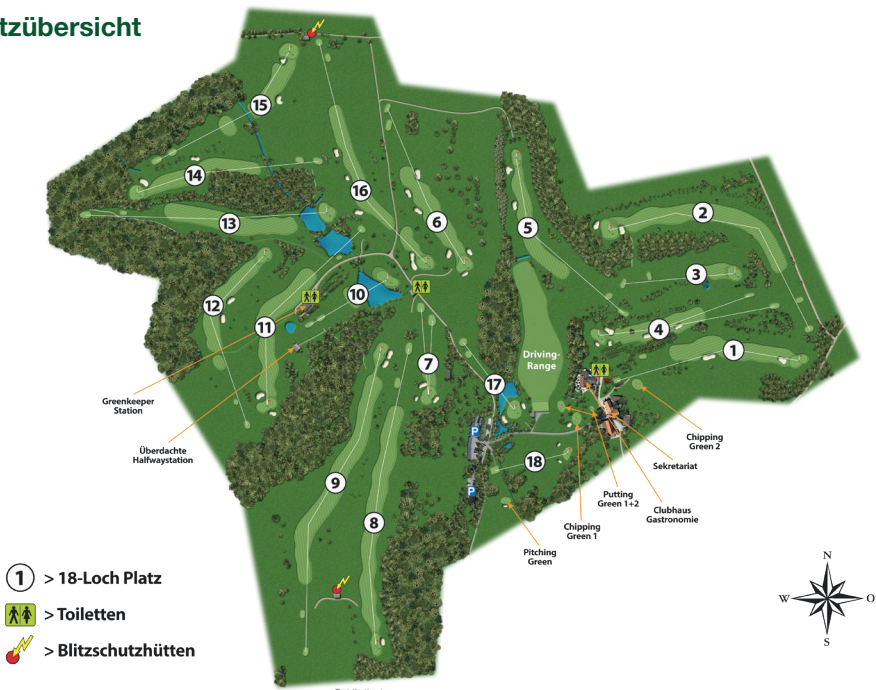 tzübersicht
15
14
16
13
6
5
2
3
12
10
11
4
1
7
Driving-
Range
17
Greenkeeper
Station
Überdachte
Halfwaystation
P
P
18
9
8
Chipping
Green 2
Sekretariat
Putting
Green 1+2
Clubhaus
Gastronomie
Chipping
Green 1
Pitching
Green
1 > 18-Loch Platz
> Toiletten
> Blitzschutzhütten
N
W
O
S